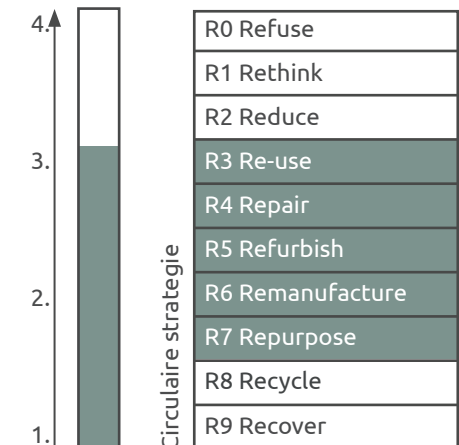 4.
3.
2.
1.
Circulaire strategie
R0 Refuse
R1 Rethink
R2 Reduce
R3 Re-use
R4 Repair
R5 Refurbish
R6 Remanufacture
R7 Repurpose
R8 Recycle
R9 Recover